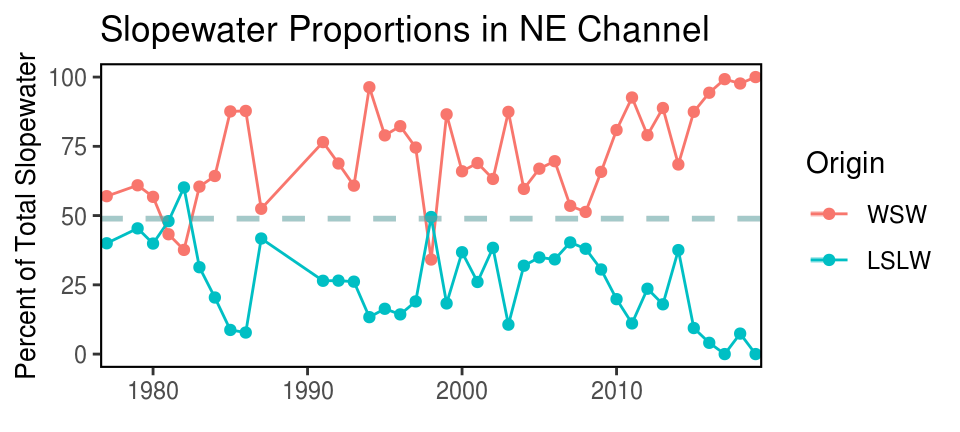 Slopewater Proportions in NE Channel
Percent of Total Slopewater
100
75
50
25
0
1980
1990
2000
2010
Origin
WSW
LSLW